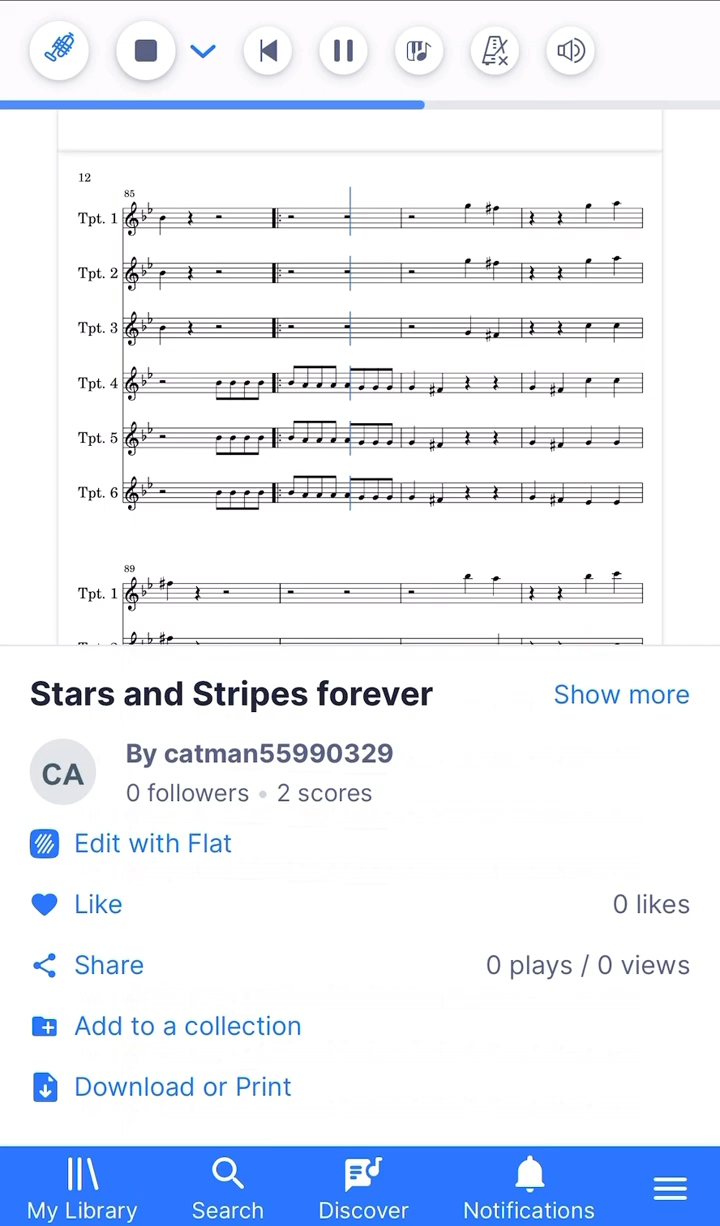 12
85
Tpt. 1
Tpt. 2
Tpt. 3
Tpt. 4
Tpt. 5
Tpt. 6
89
Tpt. 1
Stars and Stripes forever
Show more
CA
By catman55990329
0 followers • 2 scores
Edit with Flat
Like
0 likes
Share
0 plays / 0 views
Add to a collection
Download or Print
My Library
Search
Discover
Notifications